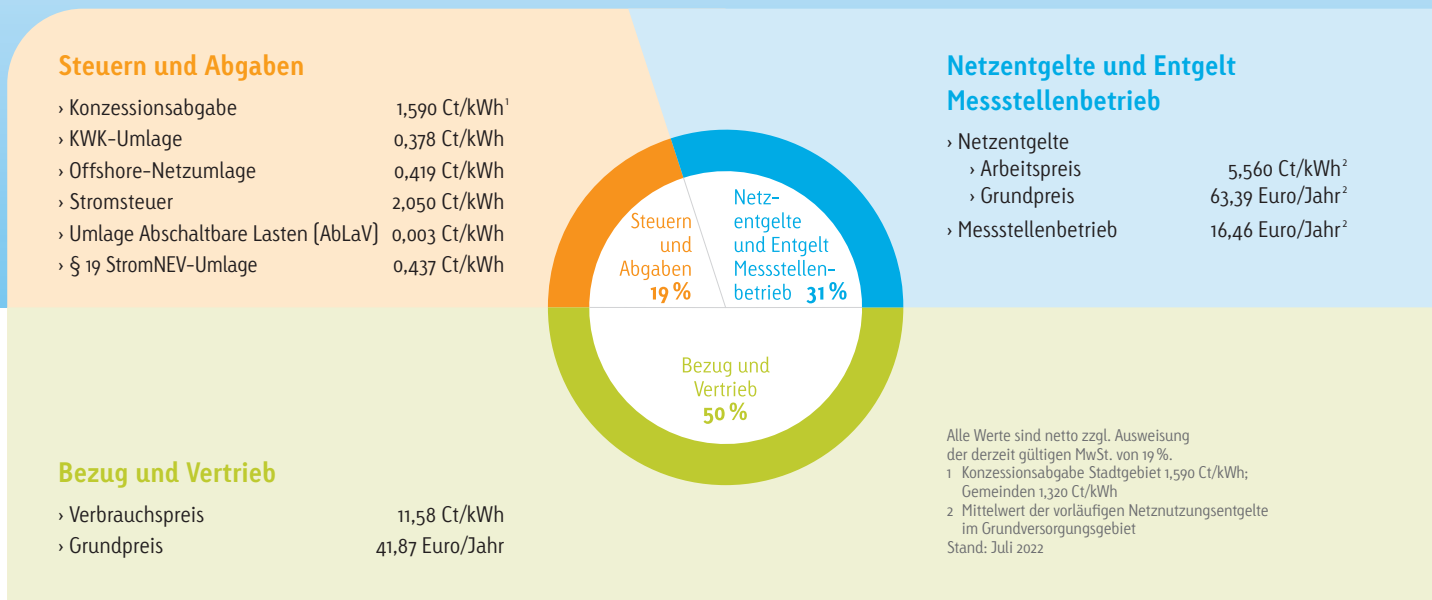 Steuern und Abgaben
› Konzessionsabgabe 1,590 Ct/kWh¹
› KWK-Umlage 0,378 Ct/kWh
› Offshore-Netzumlage 0,419 Ct/kWh
› Stromsteuer 2,050 Ct/kWh
› Umlage Abschaltbare Lasten (AbLaV) 0,003 Ct/kWh
› § 19 StromNEV-Umlage 0,437 Ct/kWh
Netzentgelte und Entgelt
Messstellenbetrieb
› Netzentgelte
› Arbeitspreis 5,560 Ct/kWh²
› Grundpreis 63,39 Euro/Jahr²
› Messstellenbetrieb 16,46 Euro/Jahr²
Steuern
und
Abgaben
19 %
Netz-
entgelte
und Entgelt
Messstellen-
betrieb 31 %
Bezug und
Vertrieb
50 %
Bezug und Vertrieb
› Verbrauchspreis 11,58 Ct/kWh
› Grundpreis 41,87 Euro/Jahr
Alle Werte sind netto zzgl. Ausweisung
der derzeit gültigen MwSt. von 19 %.
1 Konzessionsabgabe Stadtgebiet 1,590 Ct/kWh;
Gemeinden 1,320 Ct/kWh
2 Mittelwert der vorläufigen Netznutzungsentgelte
im Grundversorgungsgebiet
Stand: Juli 2022